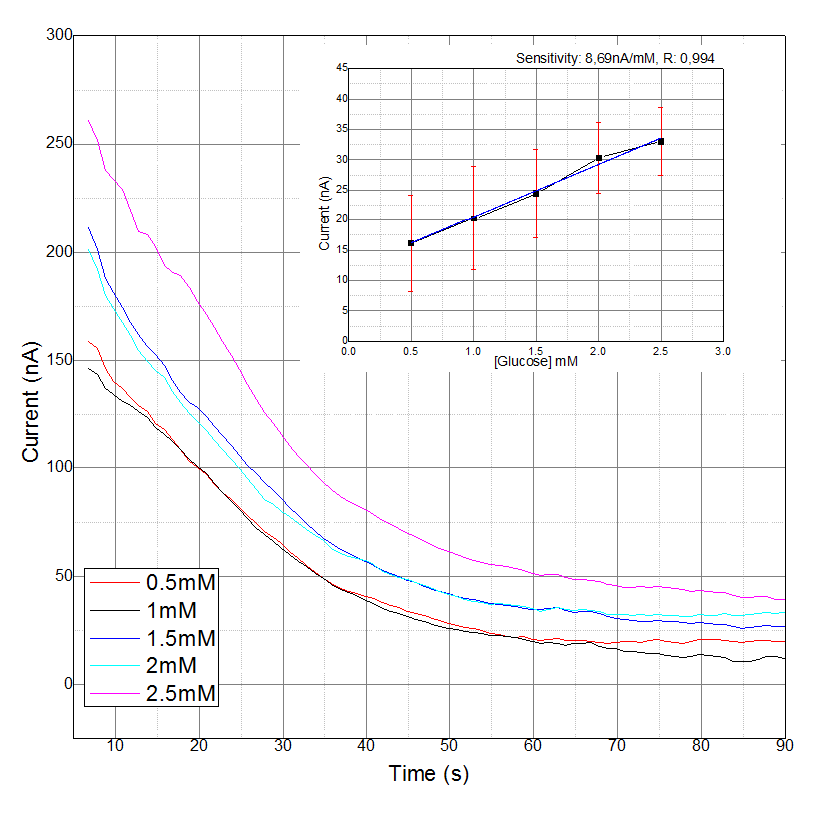 300
250
200
150
100
50
0
Current (nA)
10 20 30 40 50 60 70 80 90
Time (s)
0.5mM
1mM
1.5mM
2mM
2.5mM
Sensitivity: 8,69nA/mM, R: 0,994
45
40
35
30
25
20
15
10
5
0
Current (nA)
0.0 0.5 1.0 1.5 2.0 2.5 3.0
[Glucose] mM